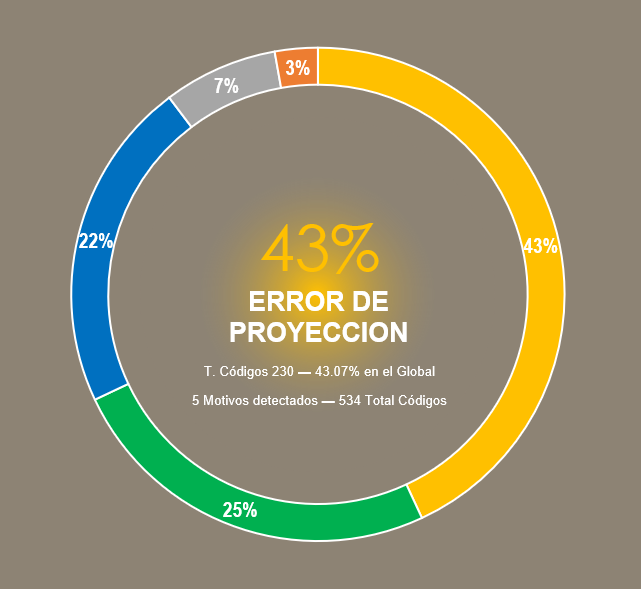 3%
7%
43%
22%
43%
ERROR DE
PROYECCION
T. Códigos 230 — 43.07% en el Global
5 Motivos detectados — 534 Total Códigos
25%